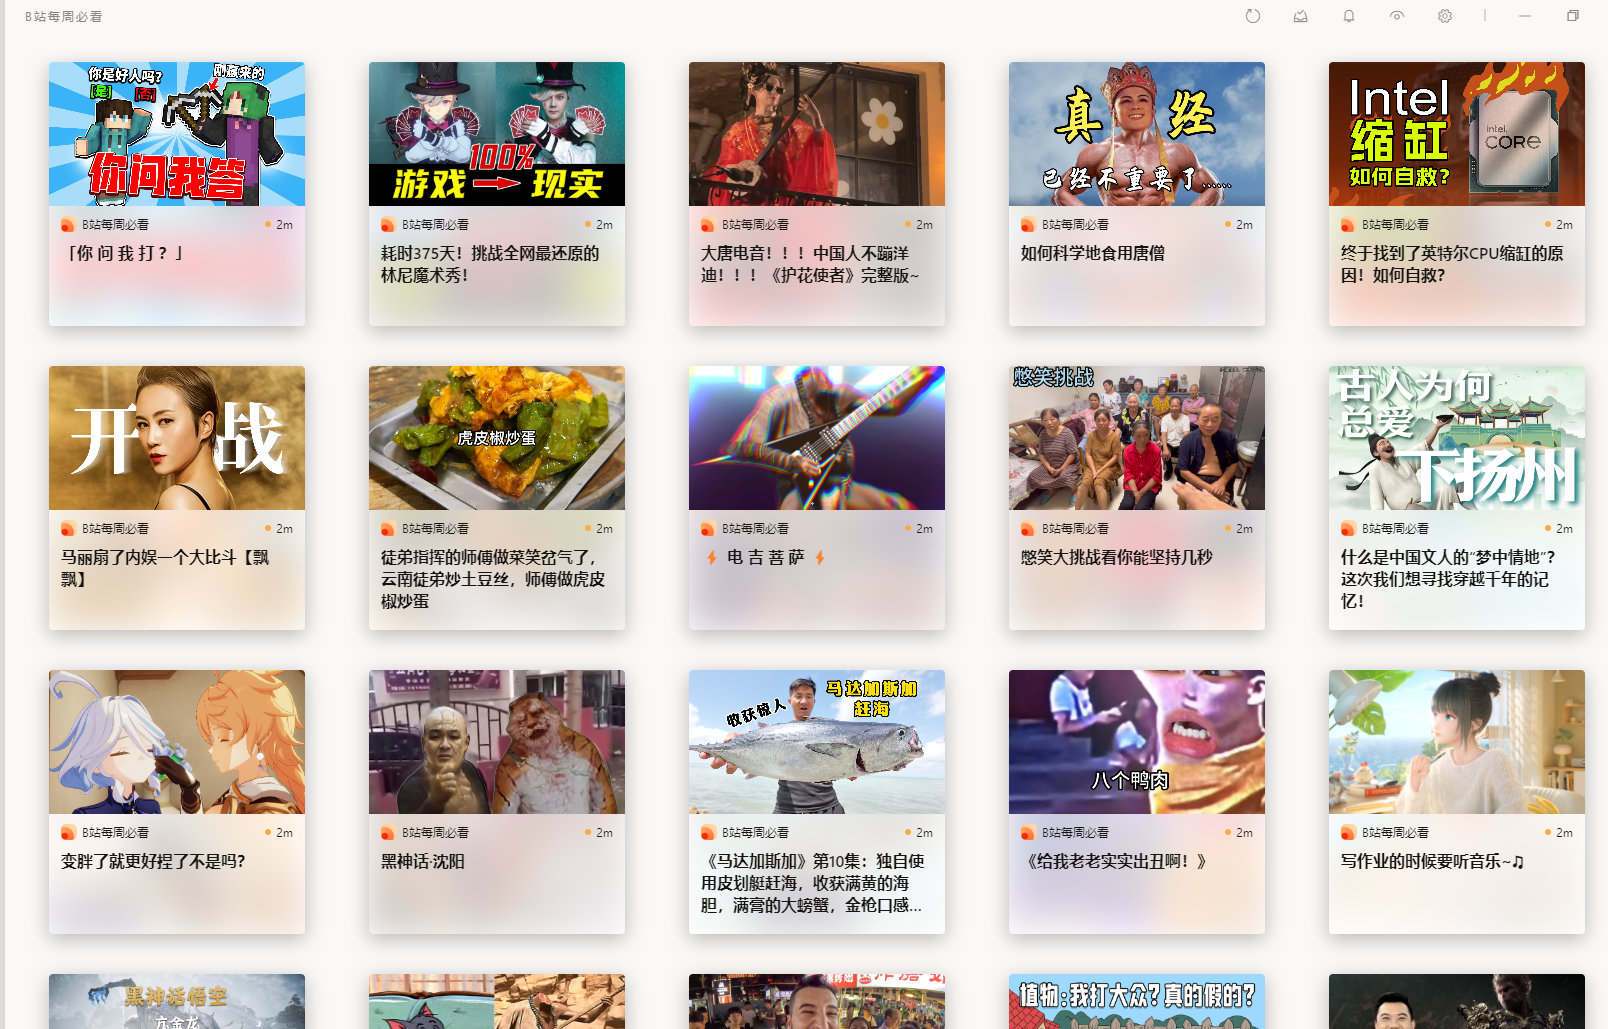 B站每周必看
你是好人吗?
刚赢来的
[是]
[否]
你问我答
100%
游戏
现实
真经
已经不重要了......
Intel
缩缸
如何自救?
intel.
CORE
B站每周必看
2m
「你 问 我 打 ? 」
B站每周必看
2m
耗时375天！挑战全网最还原的
林尼魔术秀！
B站每周必看
2m
大唐电音！！！中国人不蹦洋
迪！！！《护花使者》完整版~
B站每周必看
2m
如何科学地食用唐僧
B站每周必看
2m
终于找到了英特尔CPU缩缸的原
因！如何自救？
开战
虎皮椒炒蛋
憋笑挑战
古人为何
总爱
下扬州
B站每周必看
2m
马丽扇了内娱一个大比斗【飘
飘】
B站每周必看
2m
徒弟指挥的师傅做菜笑岔气了，
云南徒弟炒土豆丝，师傅做虎皮
椒炒蛋
B站每周必看
2m
⚡ 电 吉 菩 萨 ⚡
B站每周必看
2m
憋笑大挑战看你能坚持几秒
B站每周必看
2m
什么是中国文人的“梦中情地”？
这次我们想寻找穿越千年的记
忆！
收获惊人
马达加斯加
赶海
八个鸭肉
B站每周必看
2m
变胖了就更好捏了不是吗？
B站每周必看
2m
黑神话·沈阳
B站每周必看
2m
《马达加斯加》第10集：独自使
用皮划艇赶海，收获满黄的海
胆，满膏的大螃蟹，金枪口感...
B站每周必看
2m
《给我老老实实出丑啊！》
B站每周必看
2m
写作业的时候要听音乐~♫
黑神话悟空
亢金龙
植物:我打大众?真的假的?